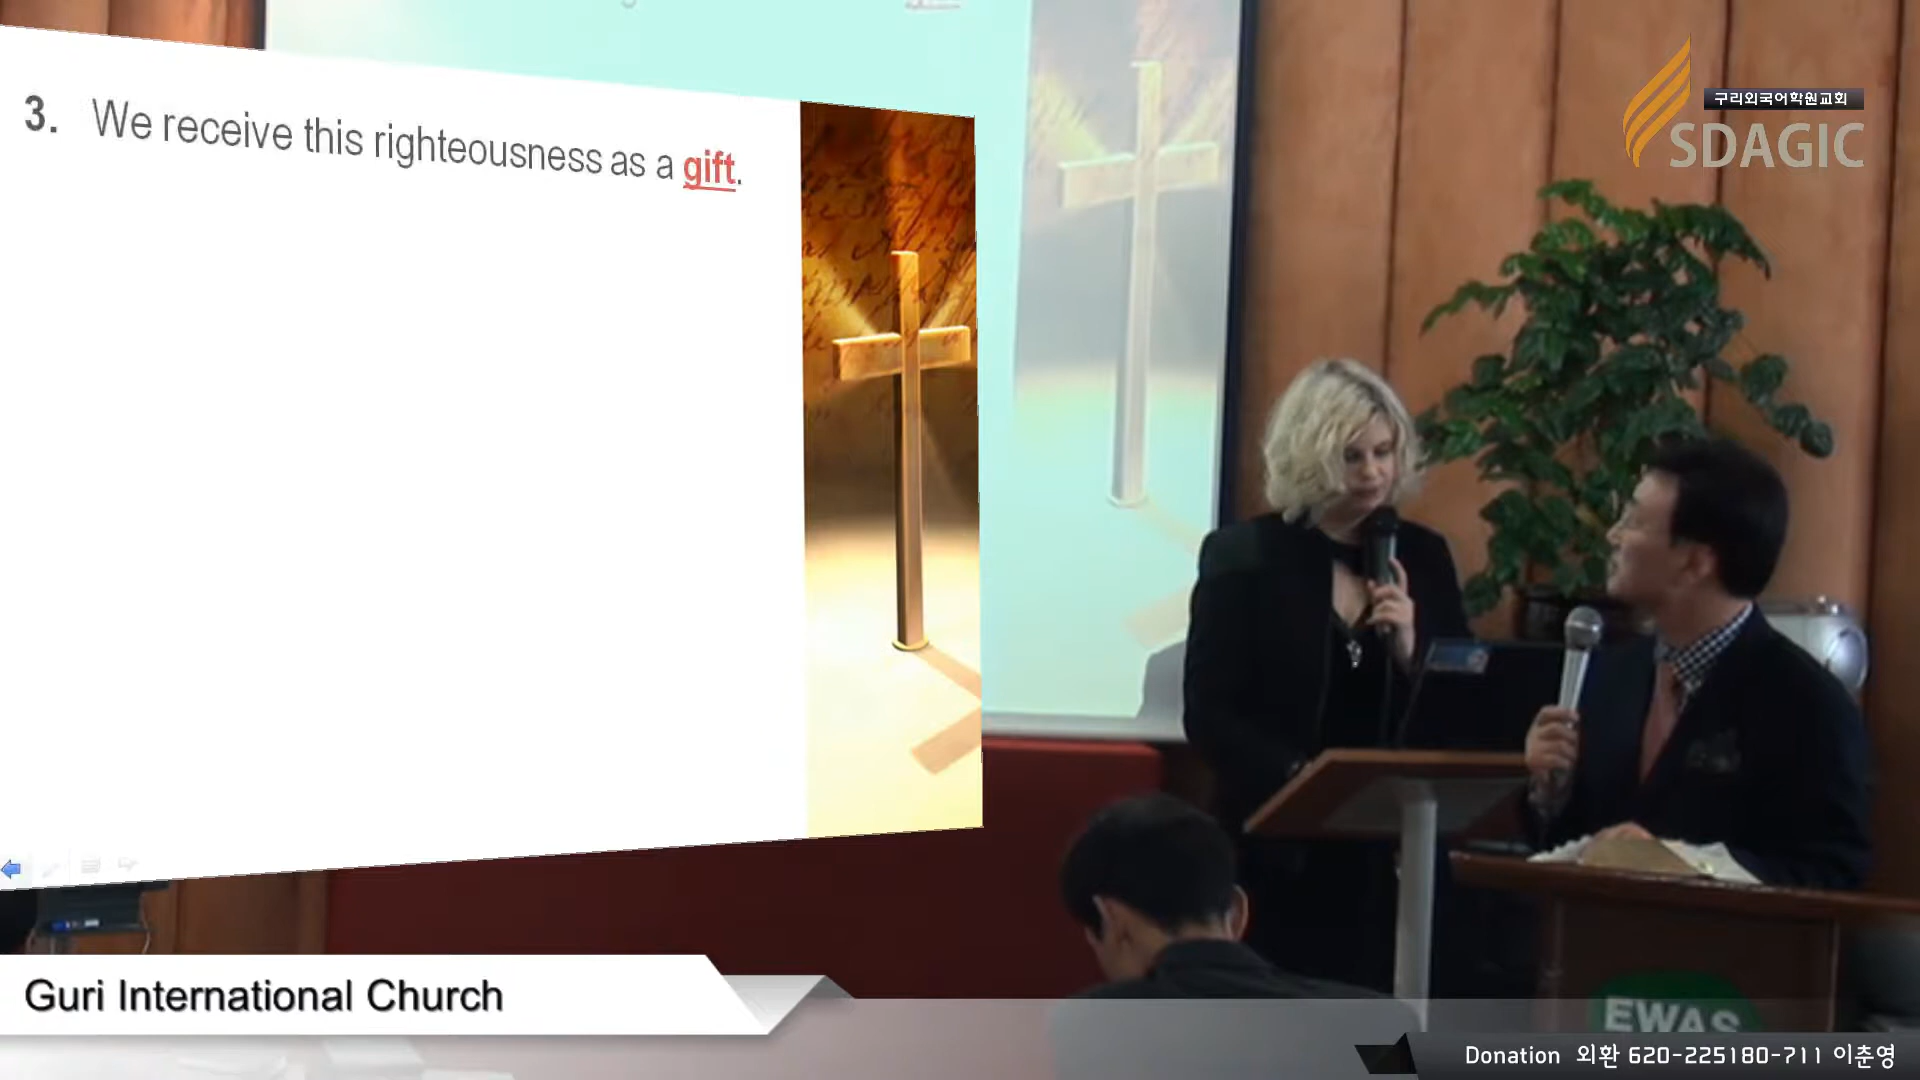 3. We receive this righteousness as a gift.
구리외국어학원교회
SDAGIC
EWAS
Guri International Church
Donation 외환 620-225180-711 이춘영